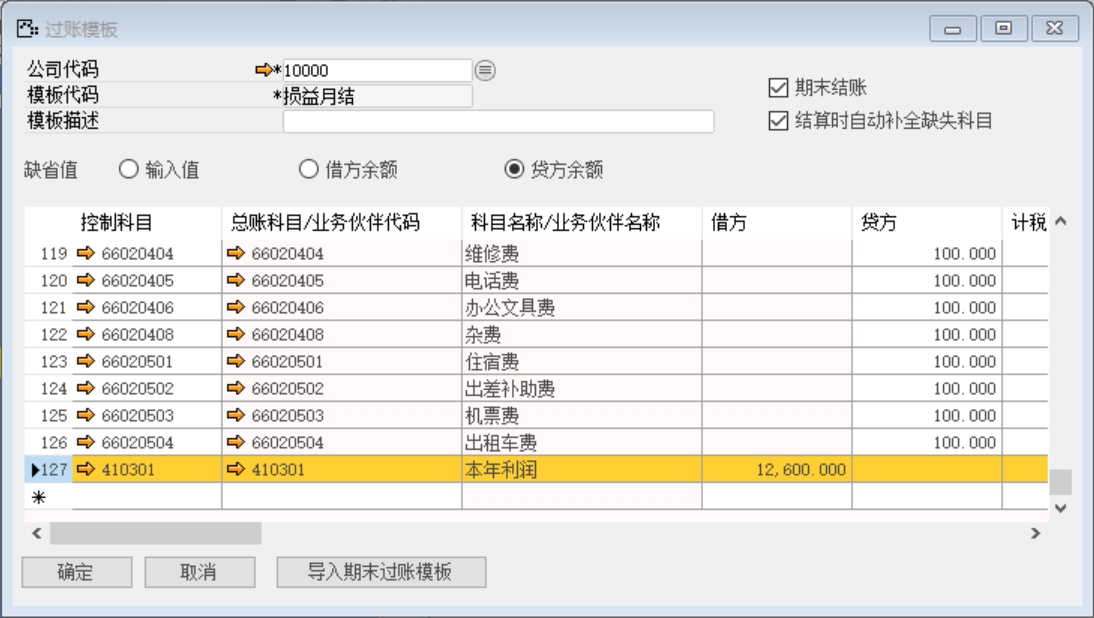 过账模板
公司代码 *10000
模板代码 *损益月结
模板描述
期末结账
结算时自动补全缺失科目
缺省值 输入值 借方余额 贷方余额
控制科目 总账科目/业务伙伴代码 科目名称/业务伙伴名称 借方 贷方 计税
119 66020404 66020404 维修费 100.000
120 66020405 66020405 电话费 100.000
121 66020406 66020406 办公文具费 100.000
122 66020408 66020408 杂费 100.000
123 66020501 66020501 住宿费 100.000
124 66020502 66020502 出差补助费 100.000
125 66020503 66020503 机票费 100.000
126 66020504 66020504 出租车费 100.000
127 410301 410301 本年利润 12,600.000
*
确定 取消 导入期末过账模板